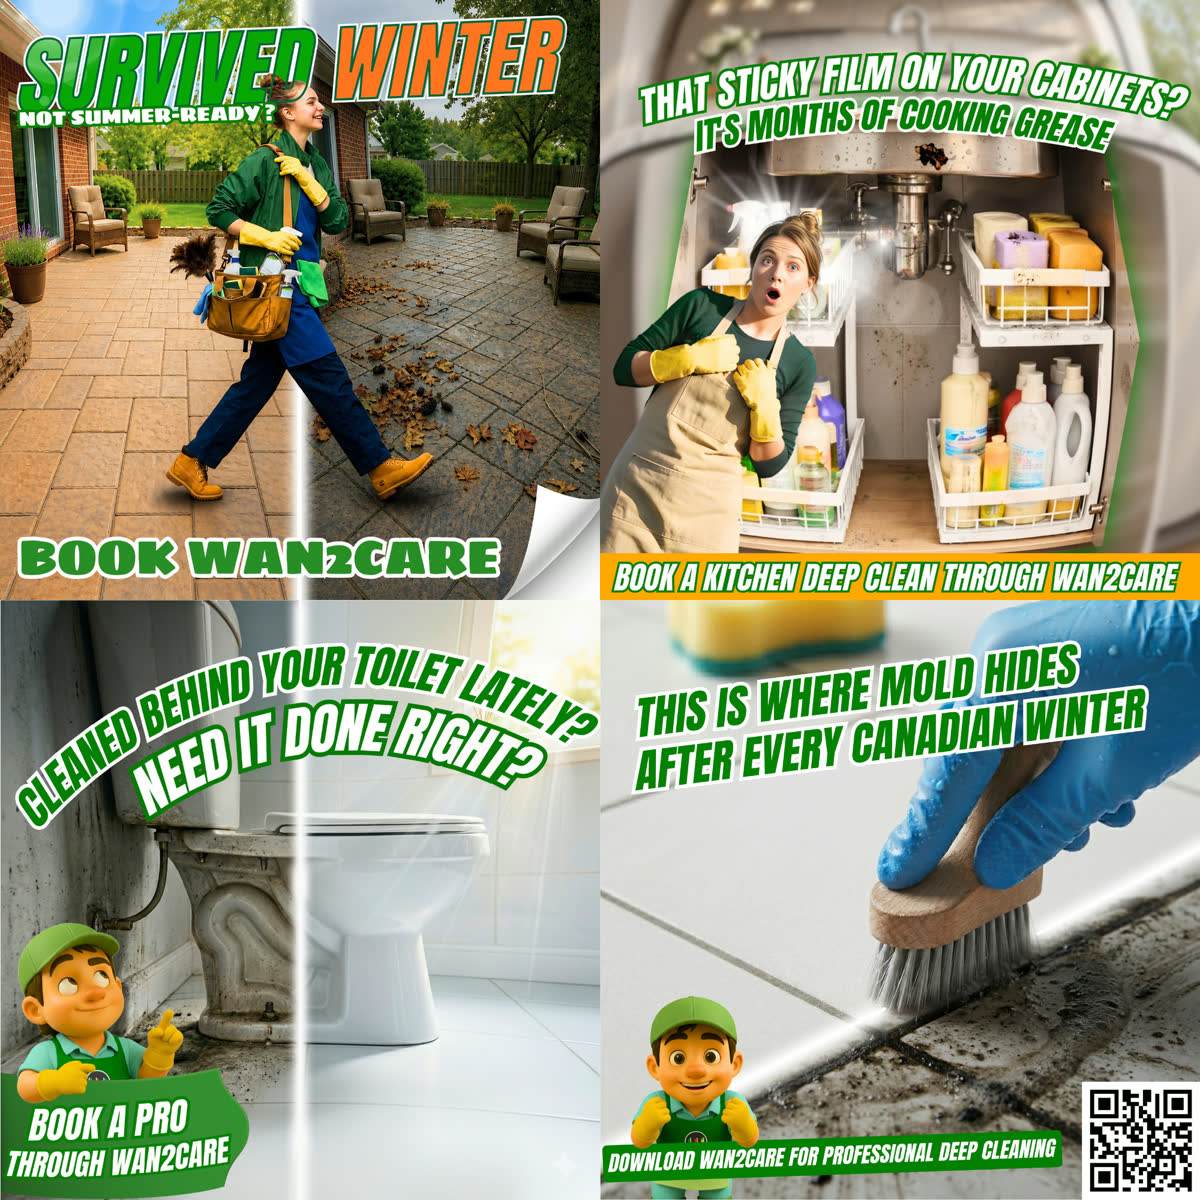 SURVIVED WINTER
NOT SUMMER-READY?
BOOK WAN2CARE
THAT STICKY FILM ON YOUR CABINETS?
IT'S MONTHS OF COOKING GREASE
BOOK A KITCHEN DEEP CLEAN THROUGH WAN2CARE
CLEANED BEHIND YOUR TOILET LATELY?
NEED IT DONE RIGHT?
BOOK A PRO
THROUGH WAN2CARE
THIS IS WHERE MOLD HIDES
AFTER EVERY CANADIAN WINTER
DOWNLOAD WAN2CARE FOR PROFESSIONAL DEEP CLEANING